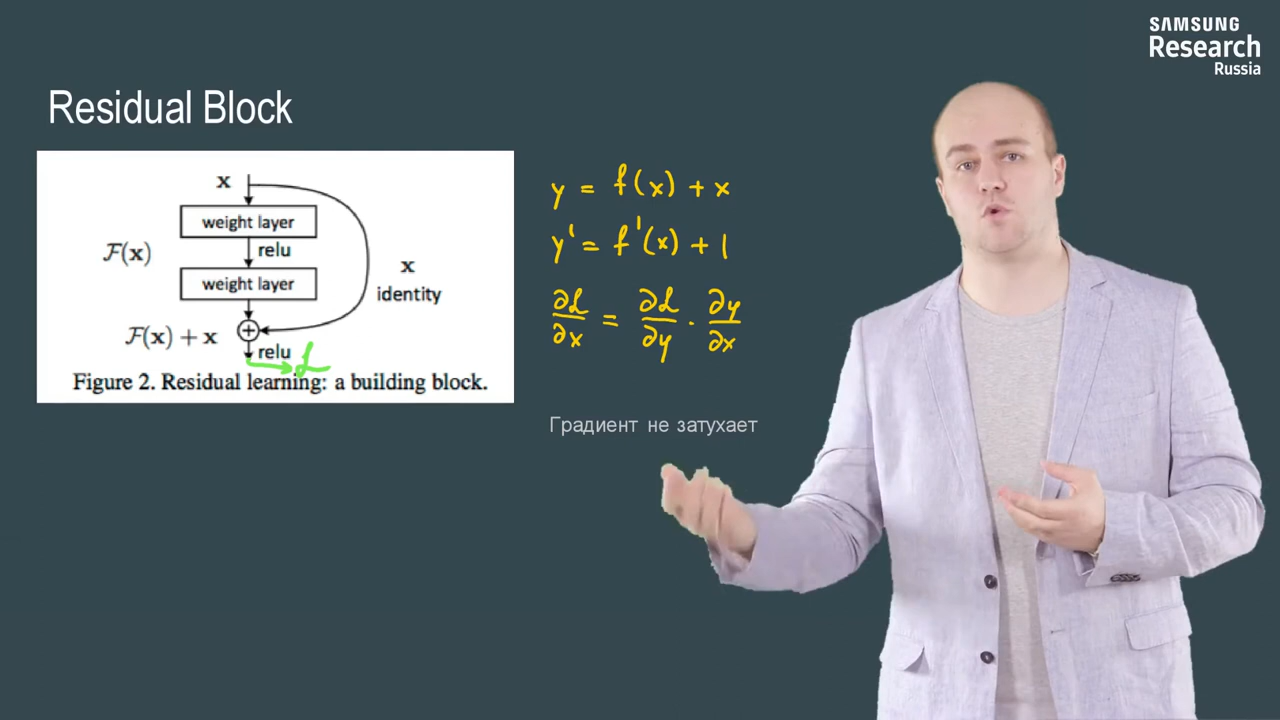 SAMSUNG
Research
Russia
Residual Block
x
weight layer
relu
F(x)
weight layer
x
identity
F(x) + x
relu
L
Figure 2. Residual learning: a building block.
y = f(x) + x
y' = f'(x) + 1
∂L/∂x = ∂L/∂y · ∂y/∂x
Градиент не затухает